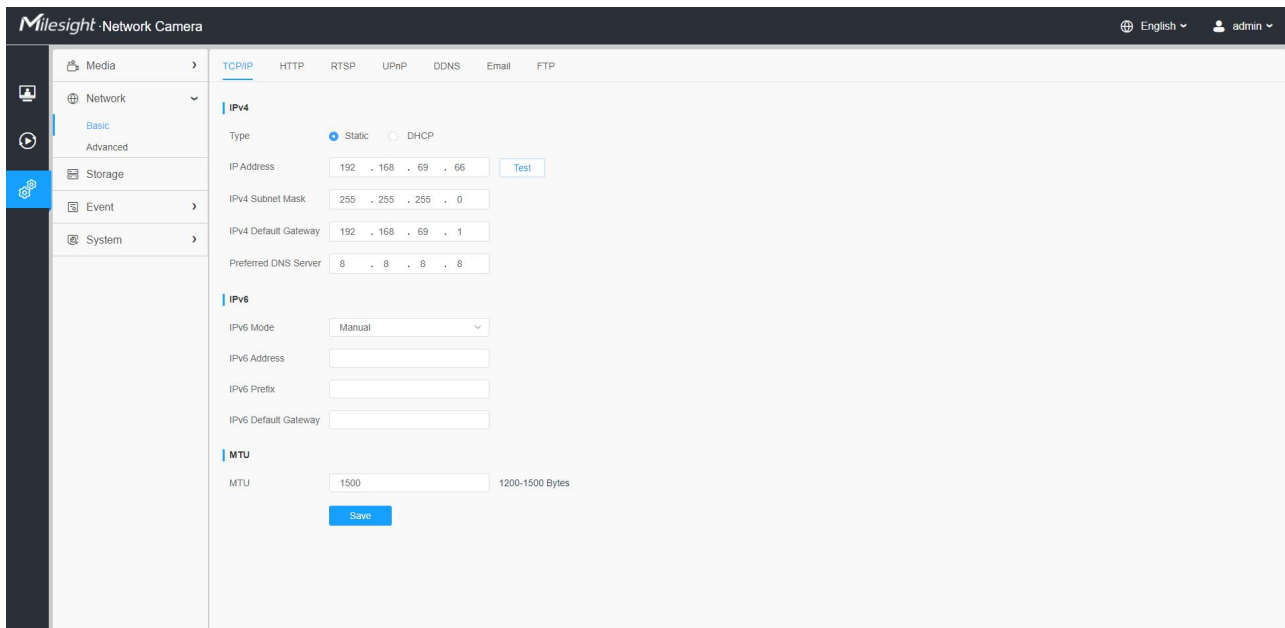 Milesight · Network Camera
English
admin
Media
Network
Basic
Advanced
Storage
Event
System
TCP/IP HTTP RTSP UPnP DDNS Email FTP
IPv4
Type Static DHCP
IP Address 192 . 168 . 69 . 66 Test
IPv4 Subnet Mask 255 . 255 . 255 . 0
IPv4 Default Gateway 192 . 168 . 69 . 1
Preferred DNS Server 8 . 8 . 8 . 8
IPv6
IPv6 Mode Manual
IPv6 Address
IPv6 Prefix
IPv6 Default Gateway
MTU
MTU 1500 1200-1500 Bytes
Save